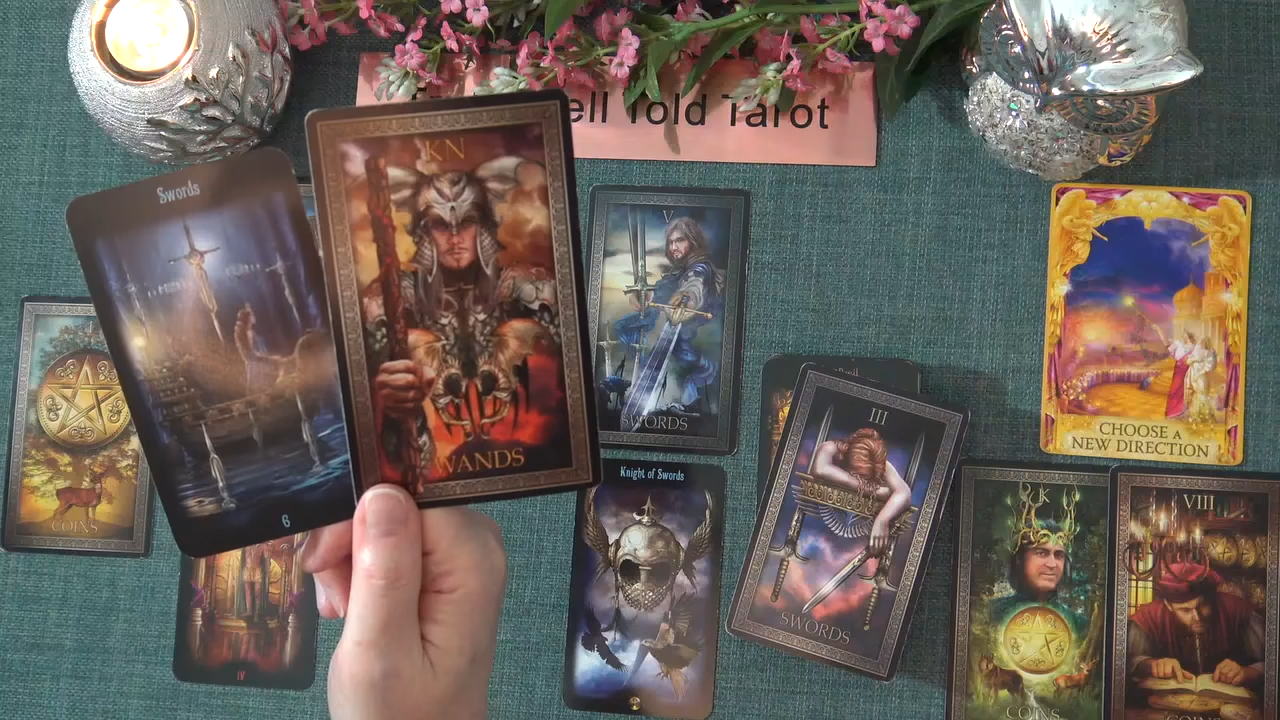 ell Told Tarot
Swords
6
KN
WANDS
V
SWORDS
COINS
IV
Knight of Swords
III
SWORDS
CHOOSE A
NEW DIRECTION
K
COINS
VIII